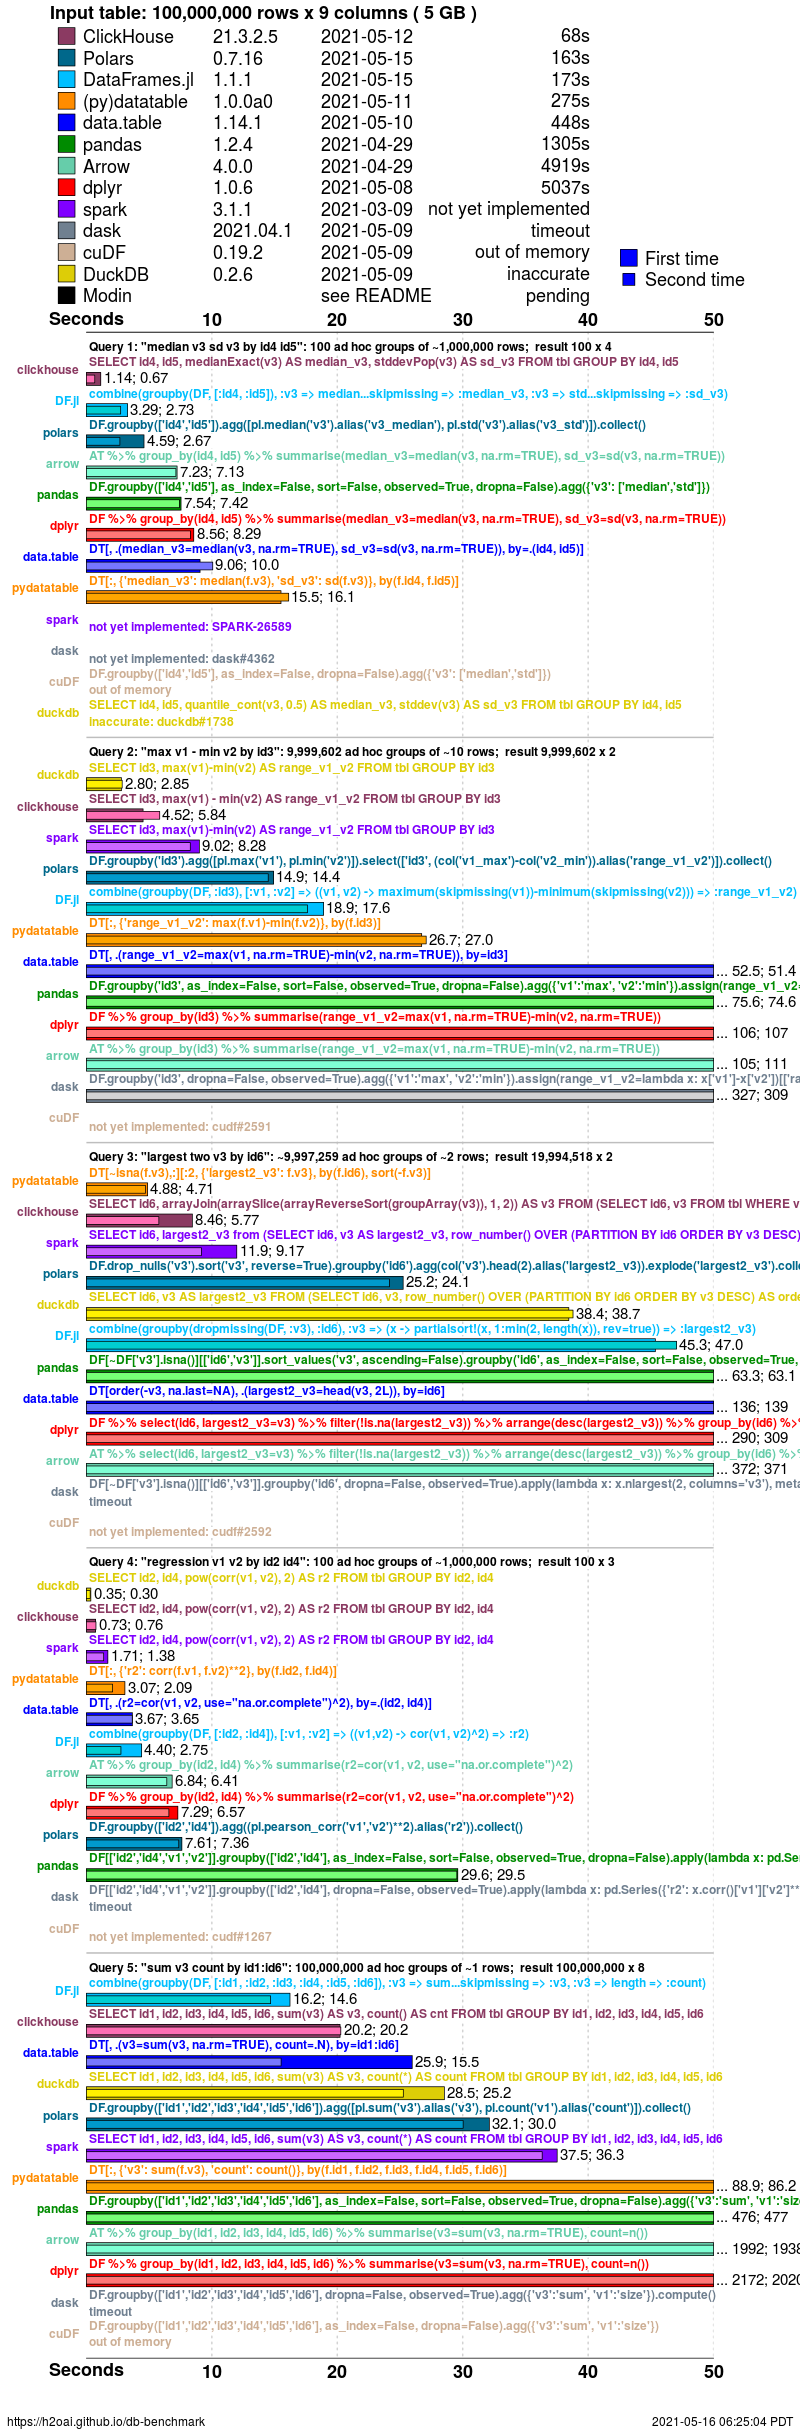 Input table: 100,000,000 rows x 9 columns ( 5 GB )
ClickHouse 21.3.2.5 2021-05-12 68s
Polars 0.7.16 2021-05-15 163s
DataFrames.jl 1.1.1 2021-05-15 173s
(py)datatable 1.0.0a0 2021-05-11 275s
data.table 1.14.1 2021-05-10 448s
pandas 1.2.4 2021-04-29 1305s
Arrow 4.0.0 2021-04-29 4919s
dplyr 1.0.6 2021-05-08 5037s
spark 3.1.1 2021-03-09 not yet implemented
dask 2021.04.1 2021-05-09 timeout
cuDF 0.19.2 2021-05-09 out of memory
First time
DuckDB 0.2.6 2021-05-09 inaccurate
Second time
Modin see README pending
Seconds 10 20 30 40 50
Query 1: "median v3 sd v3 by id4 id5": 100 ad hoc groups of ~1,000,000 rows; result 100 x 4
SELECT id4, id5, medianExact(v3) AS median_v3, stddevPop(v3) AS sd_v3 FROM tbl GROUP BY id4, id5
clickhouse 1.14; 0.67
combine(groupby(DF, [:id4, :id5]), :v3 => median...skipmissing => :median_v3, :v3 => std...skipmissing => :sd_v3)
DF.jl 3.29; 2.73
DF.groupby(['id4','id5']).agg([pl.median('v3').alias('v3_median'), pl.std('v3').alias('v3_std')]).collect()
polars 4.59; 2.67
AT %>% group_by(id4, id5) %>% summarise(median_v3=median(v3, na.rm=TRUE), sd_v3=sd(v3, na.rm=TRUE))
arrow 7.23; 7.13
DF.groupby(['id4','id5'], as_index=False, sort=False, observed=True, dropna=False).agg({'v3': ['median','std']})
pandas 7.54; 7.42
DF %>% group_by(id4, id5) %>% summarise(median_v3=median(v3, na.rm=TRUE), sd_v3=sd(v3, na.rm=TRUE))
dplyr 8.56; 8.29
DT[, .(median_v3=median(v3, na.rm=TRUE), sd_v3=sd(v3, na.rm=TRUE)), by=.(id4, id5)]
data.table 9.06; 10.0
DT[:, {'median_v3': median(f.v3), 'sd_v3': sd(f.v3)}, by(f.id4, f.id5)]
pydatatable 15.5; 16.1
spark not yet implemented: SPARK-26589
dask not yet implemented: dask#4362
DF.groupby(['id4','id5'], as_index=False, dropna=False).agg({'v3': ['median','std']})
cuDF out of memory
SELECT id4, id5, quantile_cont(v3, 0.5) AS median_v3, stddev(v3) AS sd_v3 FROM tbl GROUP BY id4, id5
duckdb inaccurate: duckdb#1738
Query 2: "max v1 - min v2 by id3": 9,999,602 ad hoc groups of ~10 rows; result 9,999,602 x 2
SELECT id3, max(v1)-min(v2) AS range_v1_v2 FROM tbl GROUP BY id3
duckdb 2.80; 2.85
SELECT id3, max(v1) - min(v2) AS range_v1_v2 FROM tbl GROUP BY id3
clickhouse 4.52; 5.84
SELECT id3, max(v1)-min(v2) AS range_v1_v2 FROM tbl GROUP BY id3
spark 9.02; 8.28
DF.groupby('id3').agg([pl.max('v1'), pl.min('v2')]).select(['id3', (col('v1_max')-col('v2_min')).alias('range_v1_v2')]).collect()
polars 14.9; 14.4
combine(groupby(DF, :id3), [:v1, :v2] => ((v1, v2) -> maximum(skipmissing(v1))-minimum(skipmissing(v2))) => :range_v1_v2)
DF.jl 18.9; 17.6
DT[:, {'range_v1_v2': max(f.v1)-min(f.v2)}, by(f.id3)]
pydatatable 26.7; 27.0
DT[, .(range_v1_v2=max(v1, na.rm=TRUE)-min(v2, na.rm=TRUE)), by=id3]
data.table ... 52.5; 51.4
DF.groupby('id3', as_index=False, sort=False, observed=True, dropna=False).agg({'v1':'max', 'v2':'min'}).assign(range_v1_v2=
pandas ... 75.6; 74.6
DF %>% group_by(id3) %>% summarise(range_v1_v2=max(v1, na.rm=TRUE)-min(v2, na.rm=TRUE))
dplyr ... 106; 107
AT %>% group_by(id3) %>% summarise(range_v1_v2=max(v1, na.rm=TRUE)-min(v2, na.rm=TRUE))
arrow ... 105; 111
DF.groupby('id3', dropna=False, observed=True).agg({'v1':'max', 'v2':'min'}).assign(range_v1_v2=lambda x: x['v1']-x['v2'])[['ra
dask ... 327; 309
cuDF not yet implemented: cudf#2591
Query 3: "largest two v3 by id6": ~9,997,259 ad hoc groups of ~2 rows; result 19,994,518 x 2
DT[~isna(f.v3),:][:2, {'largest2_v3': f.v3}, by(f.id6), sort(-f.v3)]
pydatatable 4.88; 4.71
SELECT id6, arrayJoin(arraySlice(arrayReverseSort(groupArray(v3)), 1, 2)) AS v3 FROM (SELECT id6, v3 FROM tbl WHERE v
clickhouse 8.46; 5.77
SELECT id6, largest2_v3 from (SELECT id6, v3 AS largest2_v3, row_number() OVER (PARTITION BY id6 ORDER BY v3 DESC)
spark 11.9; 9.17
DF.drop_nulls('v3').sort('v3', reverse=True).groupby('id6').agg(col('v3').head(2).alias('largest2_v3')).explode('largest2_v3').colle
polars 25.2; 24.1
SELECT id6, v3 AS largest2_v3 FROM (SELECT id6, v3, row_number() OVER (PARTITION BY id6 ORDER BY v3 DESC) AS orde
duckdb 38.4; 38.7
combine(groupby(dropmissing(DF, :v3), :id6), :v3 => (x -> partialsort!(x, 1:min(2, length(x)), rev=true)) => :largest2_v3)
DF.jl 45.3; 47.0
DF[~DF['v3'].isna()][['id6','v3']].sort_values('v3', ascending=False).groupby('id6', as_index=False, sort=False, observed=True,
pandas ... 63.3; 63.1
DT[order(-v3, na.last=NA), .(largest2_v3=head(v3, 2L)), by=id6]
data.table ... 136; 139
DF %>% select(id6, largest2_v3=v3) %>% filter(!is.na(largest2_v3)) %>% arrange(desc(largest2_v3)) %>% group_by(id6) %>%
dplyr ... 290; 309
AT %>% select(id6, largest2_v3=v3) %>% filter(!is.na(largest2_v3)) %>% arrange(desc(largest2_v3)) %>% group_by(id6) %>%
arrow ... 372; 371
DF[~DF['v3'].isna()][['id6','v3']].groupby('id6', dropna=False, observed=True).apply(lambda x: x.nlargest(2, columns='v3'), meta
dask timeout
cuDF not yet implemented: cudf#2592
Query 4: "regression v1 v2 by id2 id4": 100 ad hoc groups of ~1,000,000 rows; result 100 x 3
SELECT id2, id4, pow(corr(v1, v2), 2) AS r2 FROM tbl GROUP BY id2, id4
duckdb 0.35; 0.30
SELECT id2, id4, pow(corr(v1, v2), 2) AS r2 FROM tbl GROUP BY id2, id4
clickhouse 0.73; 0.76
SELECT id2, id4, pow(corr(v1, v2), 2) AS r2 FROM tbl GROUP BY id2, id4
spark 1.71; 1.38
DT[:, {'r2': corr(f.v1, f.v2)**2}, by(f.id2, f.id4)]
pydatatable 3.07; 2.09
DT[, .(r2=cor(v1, v2, use="na.or.complete")^2), by=.(id2, id4)]
data.table 3.67; 3.65
combine(groupby(DF, [:id2, :id4]), [:v1, :v2] => ((v1,v2) -> cor(v1, v2)^2) => :r2)
DF.jl 4.40; 2.75
AT %>% group_by(id2, id4) %>% summarise(r2=cor(v1, v2, use="na.or.complete")^2)
arrow 6.84; 6.41
DF %>% group_by(id2, id4) %>% summarise(r2=cor(v1, v2, use="na.or.complete")^2)
dplyr 7.29; 6.57
DF.groupby(['id2','id4']).agg((pl.pearson_corr('v1','v2')**2).alias('r2')).collect()
polars 7.61; 7.36
DF[['id2','id4','v1','v2']].groupby(['id2','id4'], as_index=False, sort=False, observed=True, dropna=False).apply(lambda x: pd.Se
pandas 29.6; 29.5
DF[['id2','id4','v1','v2']].groupby(['id2','id4'], dropna=False, observed=True).apply(lambda x: pd.Series({'r2': x.corr()['v1']['v2']**
dask timeout
cuDF not yet implemented: cudf#1267
Query 5: "sum v3 count by id1:id6": 100,000,000 ad hoc groups of ~1 rows; result 100,000,000 x 8
combine(groupby(DF, [:id1, :id2, :id3, :id4, :id5, :id6]), :v3 => sum...skipmissing => :v3, :v3 => length => :count)
DF.jl 16.2; 14.6
SELECT id1, id2, id3, id4, id5, id6, sum(v3) AS v3, count() AS cnt FROM tbl GROUP BY id1, id2, id3, id4, id5, id6
clickhouse 20.2; 20.2
DT[, .(v3=sum(v3, na.rm=TRUE), count=.N), by=id1:id6]
data.table 25.9; 15.5
SELECT id1, id2, id3, id4, id5, id6, sum(v3) AS v3, count(*) AS count FROM tbl GROUP BY id1, id2, id3, id4, id5, id6
duckdb 28.5; 25.2
DF.groupby(['id1','id2','id3','id4','id5','id6']).agg([pl.sum('v3').alias('v3'), pl.count('v1').alias('count')]).collect()
polars 32.1; 30.0
SELECT id1, id2, id3, id4, id5, id6, sum(v3) AS v3, count(*) AS count FROM tbl GROUP BY id1, id2, id3, id4, id5, id6
spark 37.5; 36.3
DT[:, {'v3': sum(f.v3), 'count': count()}, by(f.id1, f.id2, f.id3, f.id4, f.id5, f.id6)]
pydatatable ... 88.9; 86.2
DF.groupby(['id1','id2','id3','id4','id5','id6'], as_index=False, sort=False, observed=True, dropna=False).agg({'v3':'sum', 'v1':'size
pandas ... 476; 477
AT %>% group_by(id1, id2, id3, id4, id5, id6) %>% summarise(v3=sum(v3, na.rm=TRUE), count=n())
arrow ... 1992; 1938
DF %>% group_by(id1, id2, id3, id4, id5, id6) %>% summarise(v3=sum(v3, na.rm=TRUE), count=n())
dplyr ... 2172; 2020
DF.groupby(['id1','id2','id3','id4','id5','id6'], dropna=False, observed=True).agg({'v3':'sum', 'v1':'size'}).compute()
dask timeout
DF.groupby(['id1','id2','id3','id4','id5','id6'], as_index=False, dropna=False).agg({'v3':'sum', 'v1':'size'})
cuDF out of memory
Seconds 10 20 30 40 50
https://h2oai.github.io/db-benchmark 2021-05-16 06:25:04 PDT